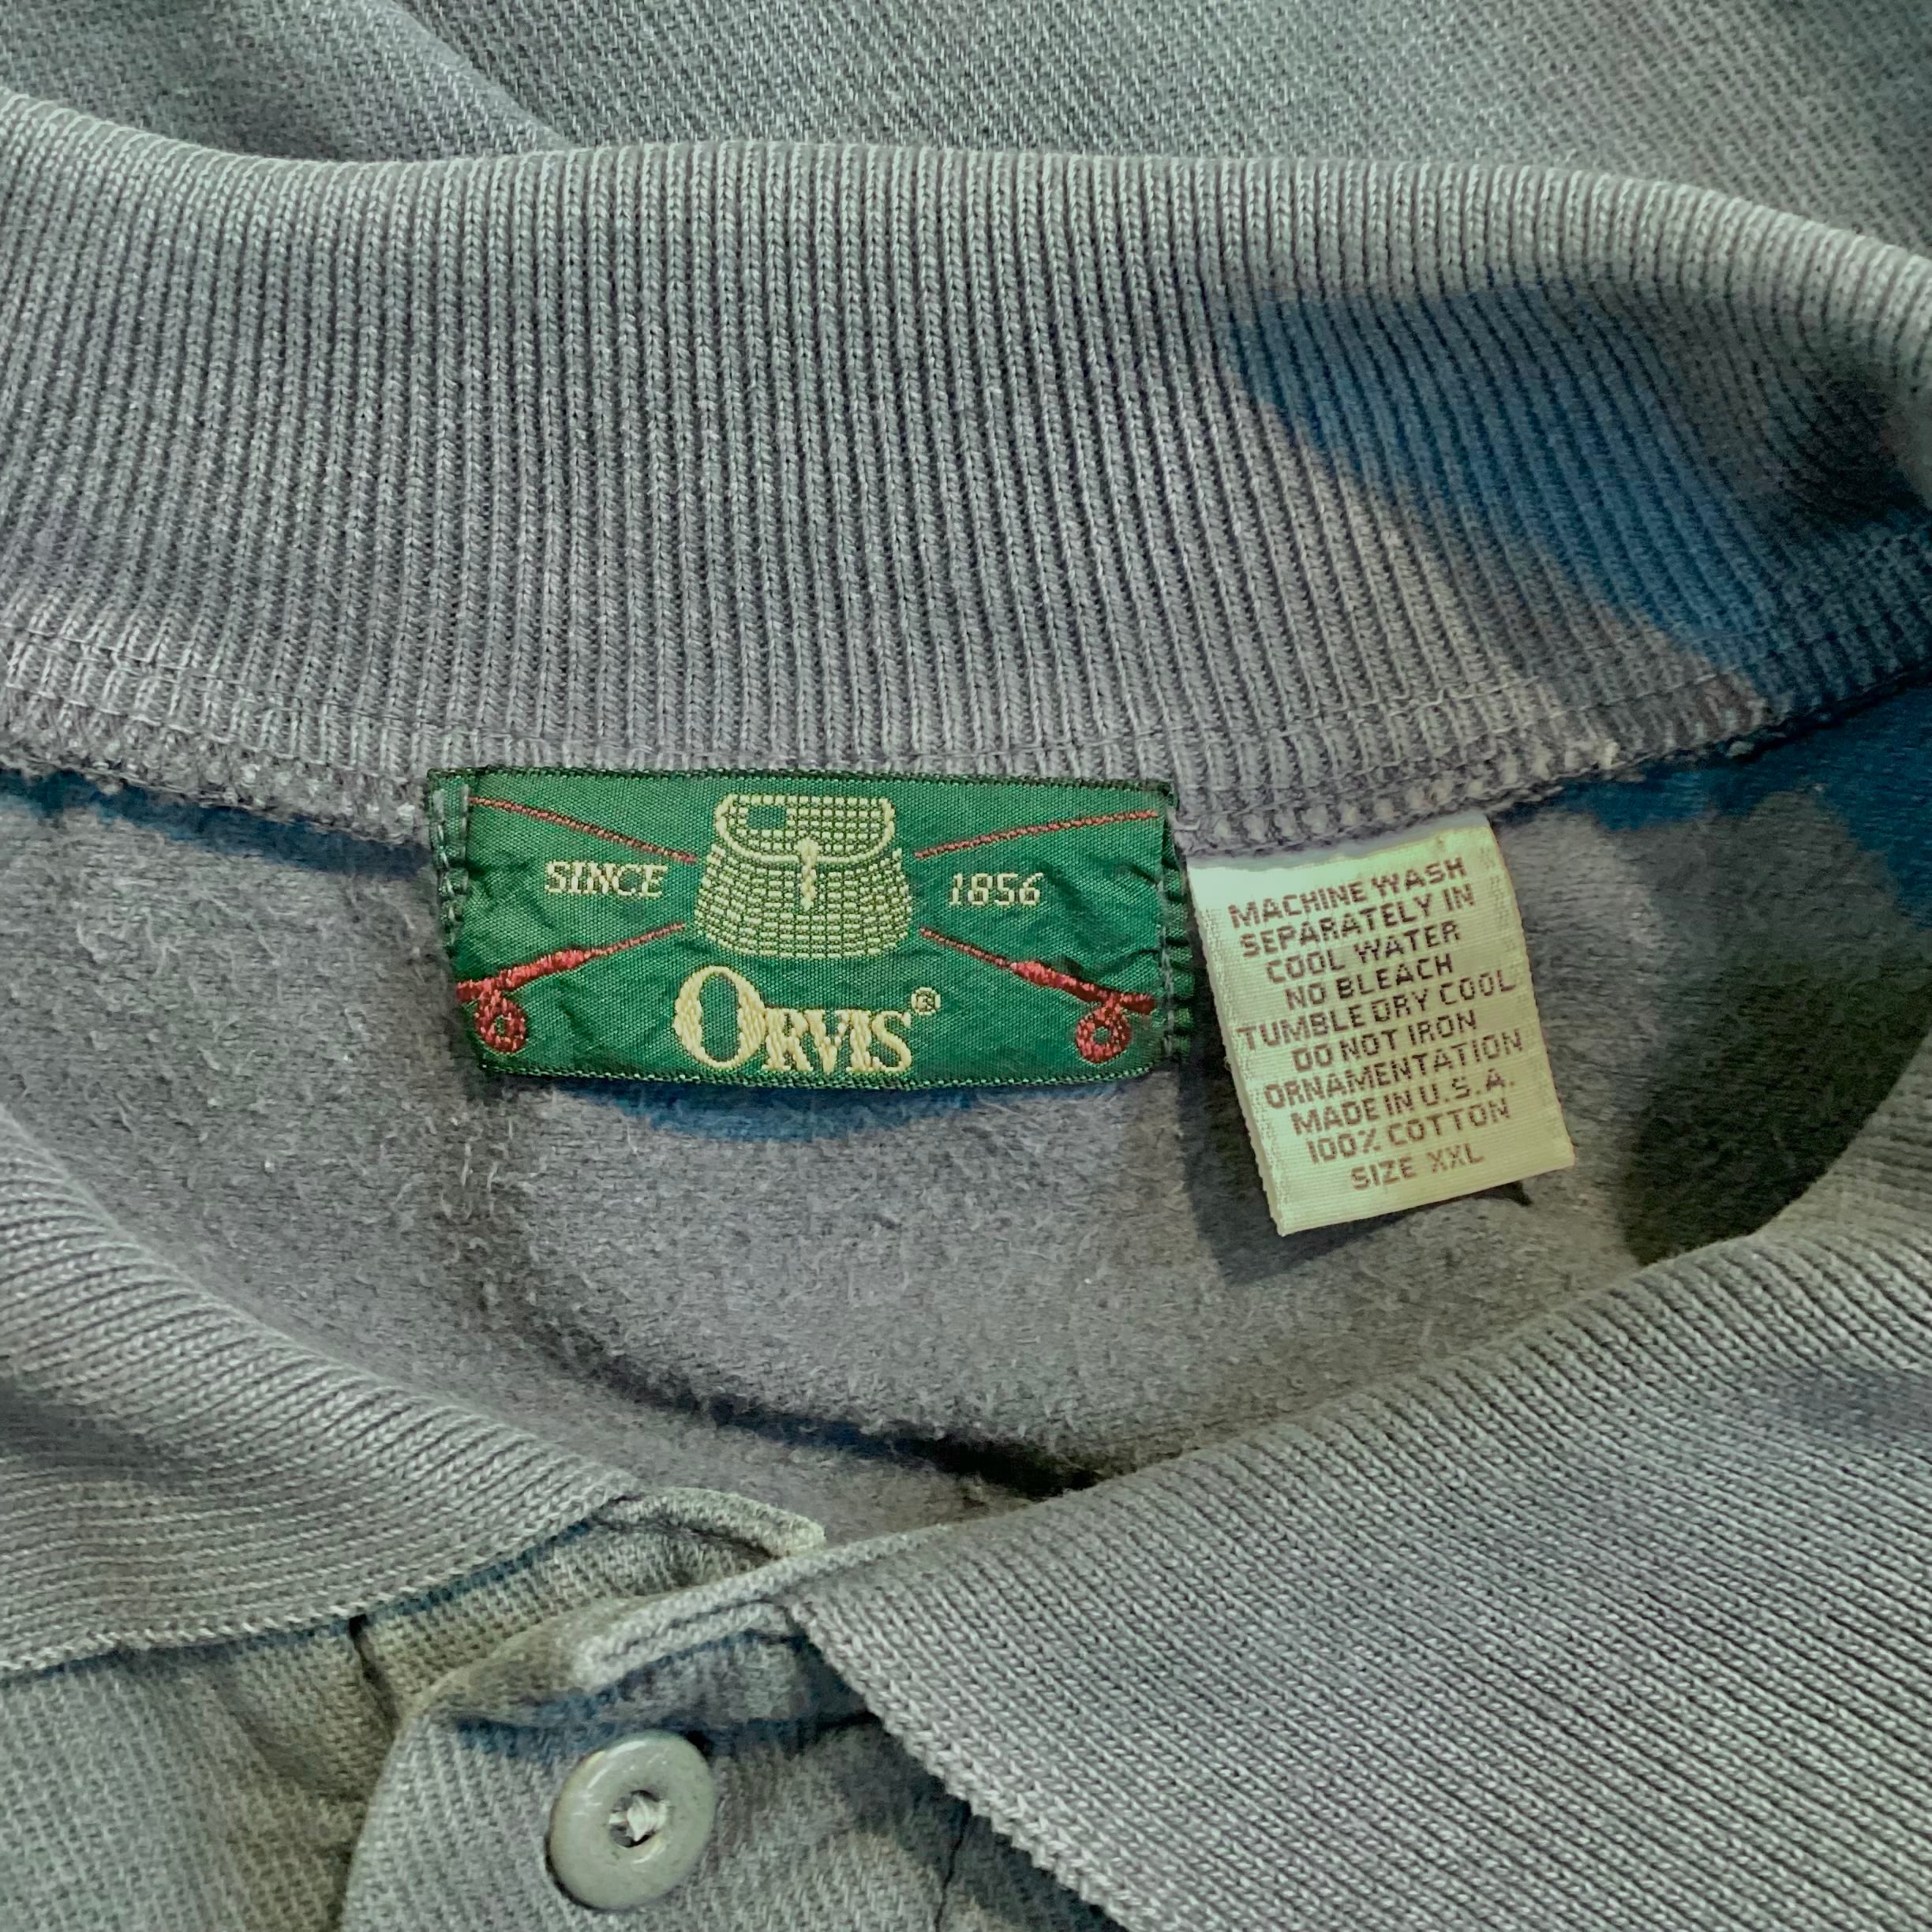 SINCE 1856
ORVIS®
MACHINE WASH
SEPARATELY IN
COOL WATER
NO BLEACH
TUMBLE DRY COOL
DO NOT IRON
ORNAMENTATION
MADE IN U.S.A.
100% COTTON
SIZE XXL